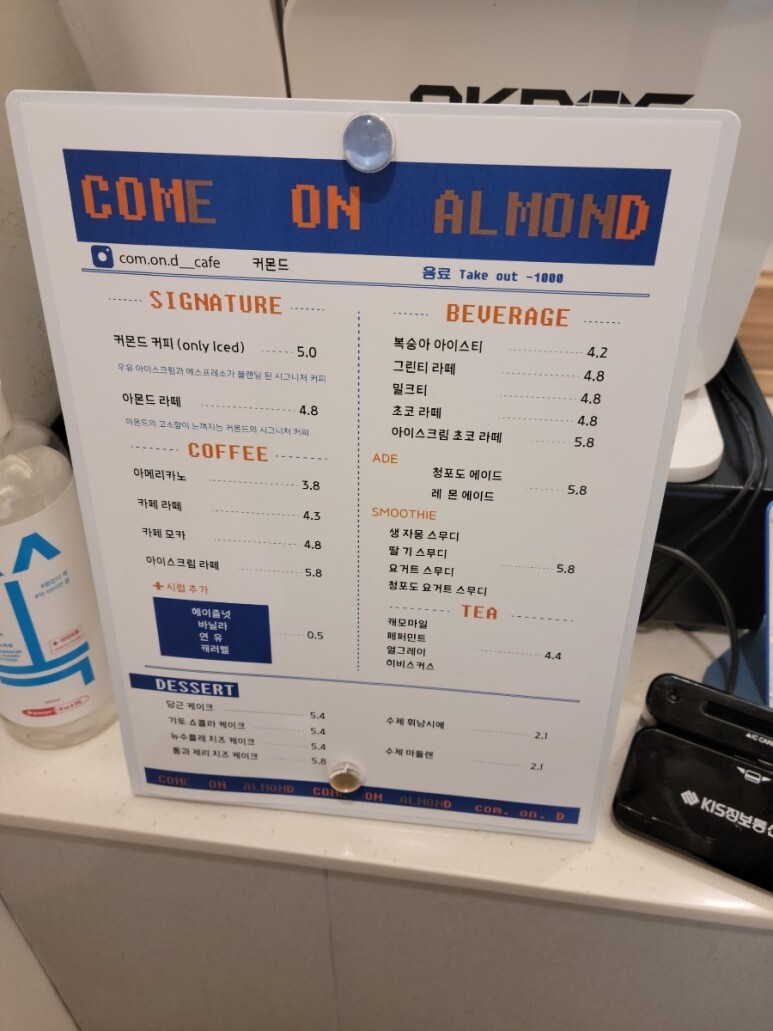 COME ON ALMOND
com.on.d__cafe 커몬드
음료 Take out -1000
SIGNATURE
커몬드 커피 (only Iced) 5.0
우유 아이스크림과 에스프레소가 블랜딩 된 시그니처 커피
아몬드 라떼 4.8
아몬드의 고소함이 느껴지는 커몬드의 시그니처 커피
COFFEE
아메리카노 3.8
카페 라떼 4.3
카페 모카 4.8
아이스크림 라떼 5.8
+ 시럽 추가
헤이즐넛
바닐라
연 유
캐러멜
0.5
BEVERAGE
복숭아 아이스티 4.2
그린티 라떼 4.8
밀크티 4.8
초코 라떼 4.8
아이스크림 초코 라떼 5.8
ADE
청포도 에이드
레 몬 에이드
5.8
SMOOTHIE
생 자몽 스무디
딸 기 스무디
요거트 스무디
청포도 요거트 스무디
5.8
TEA
캐모마일
페퍼민트
얼그레이
히비스커스
4.4
DESSERT
당근 케이크 5.4
갸또 쇼콜라 케이크 5.4
뉴수플레 치즈 케이크 5.4
통과 체리 치즈 케이크 5.8
수제 휘낭시에 2.1
수제 마들렌 2.1
COME ON ALMOND COME ON ALMOND com. on. D
KIS정보통신